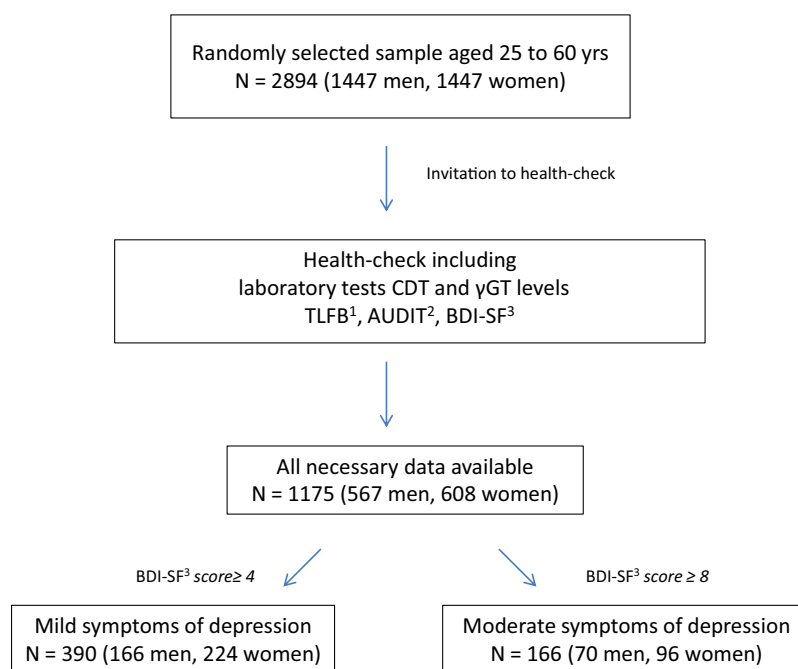 Randomly selected sample aged 25 to 60 yrs
N = 2894 (1447 men, 1447 women)
Invitation to health-check
Health-check including
laboratory tests CDT and γGT levels
TLFB¹, AUDIT², BDI-SF³
All necessary data available
N = 1175 (567 men, 608 women)
BDI-SF³ score≥ 4
BDI-SF³ score ≥ 8
Mild symptoms of depression
N = 390 (166 men, 224 women)
Moderate symptoms of depression
N = 166 (70 men, 96 women)